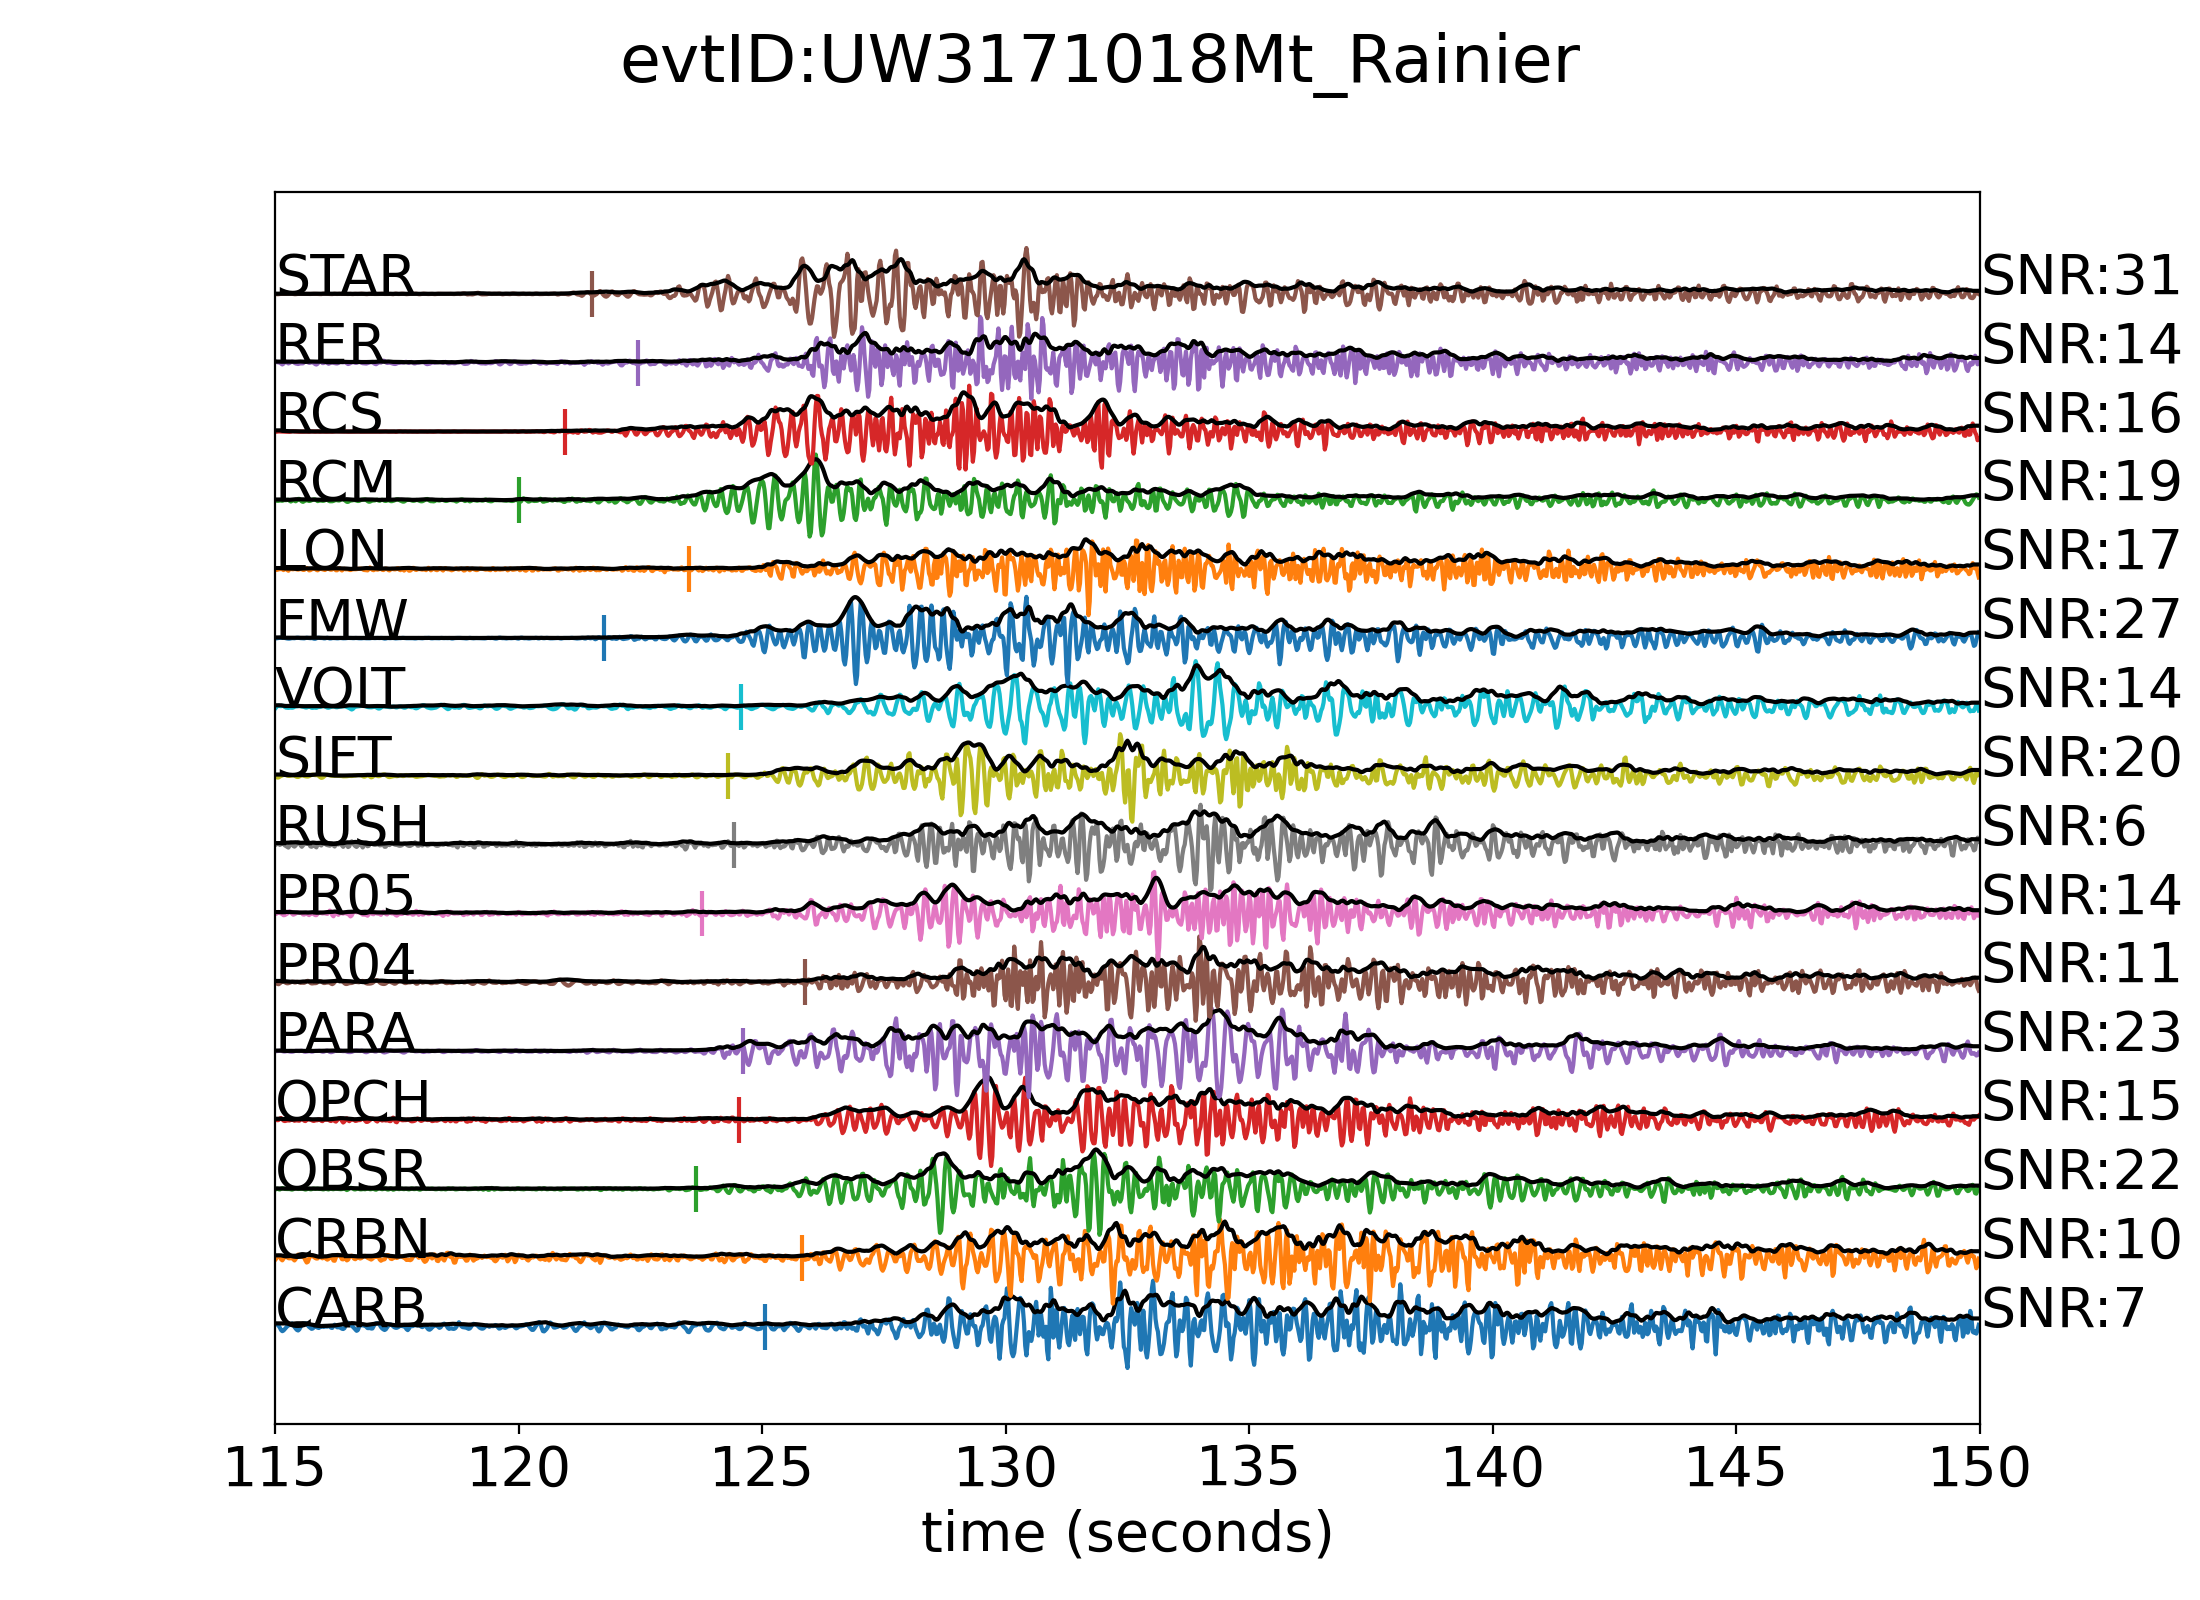 evtID:UW3171018Mt_Rainier
STAR SNR:31
RER SNR:14
RCS SNR:16
RCM SNR:19
LON SNR:17
FMW SNR:27
VOIT SNR:14
SIFT SNR:20
RUSH SNR:6
PR05 SNR:14
PR04 SNR:11
PARA SNR:23
OPCH SNR:15
OBSR SNR:22
CRBN SNR:10
CARB SNR:7
115 120 125 130 135 140 145 150
time (seconds)